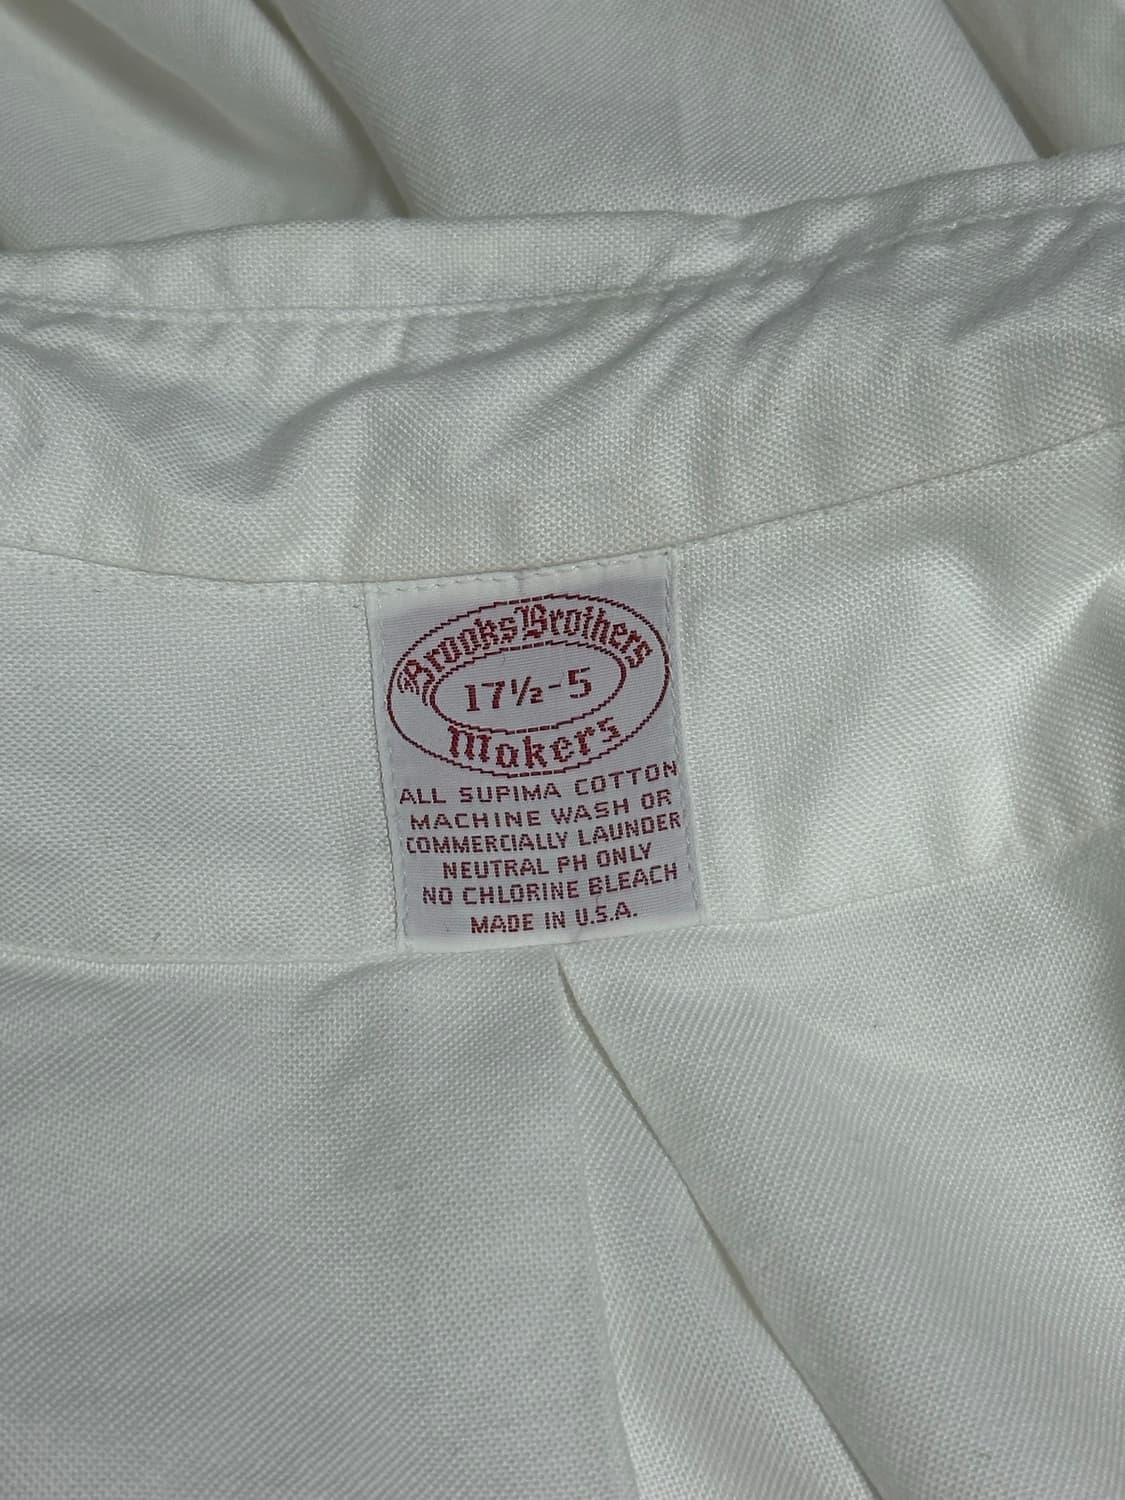 Brooks Brothers
17½-5
Makers
ALL SUPIMA COTTON
MACHINE WASH OR
COMMERCIALLY LAUNDER
NEUTRAL PH ONLY
NO CHLORINE BLEACH
MADE IN U.S.A.